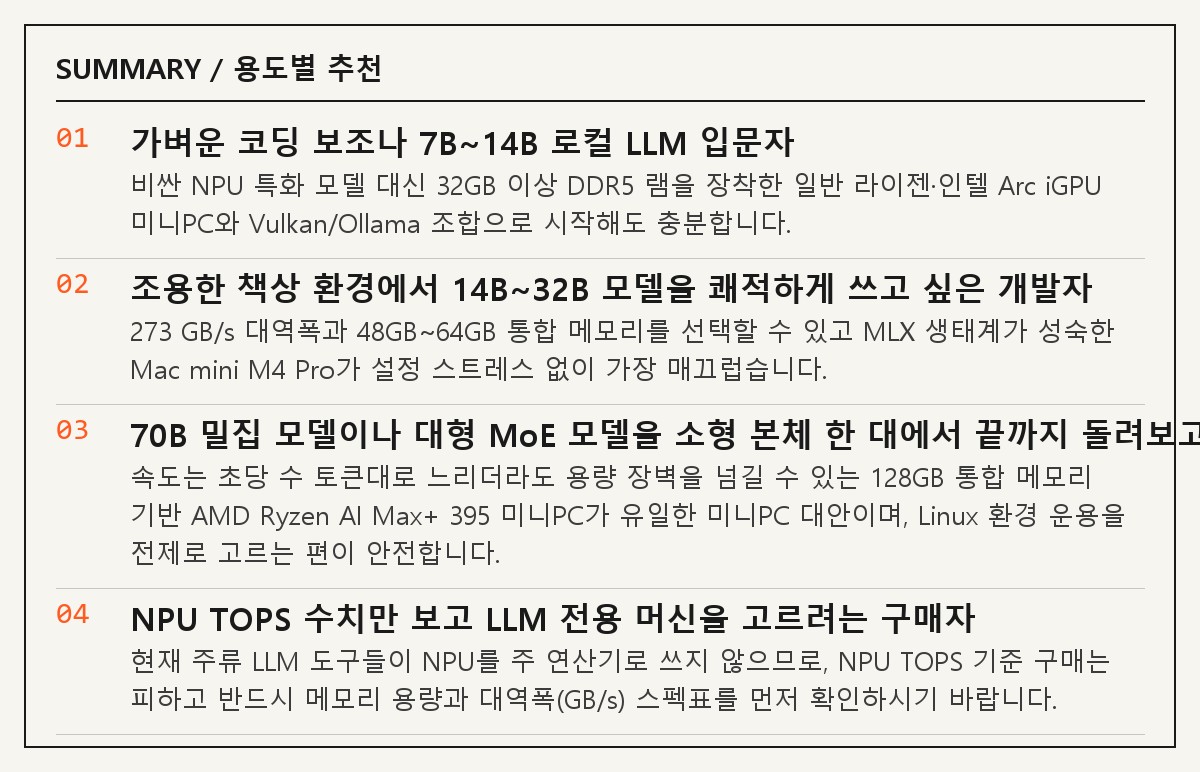 SUMMARY / 용도별 추천
01
가벼운 코딩 보조나 7B~14B 로컬 LLM 입문자
비싼 NPU 특화 모델 대신 32GB 이상 DDR5 램을 장착한 일반 라이젠·인텔 Arc iGPU
미니PC와 Vulkan/Ollama 조합으로 시작해도 충분합니다.
02
조용한 책상 환경에서 14B~32B 모델을 쾌적하게 쓰고 싶은 개발자
273 GB/s 대역폭과 48GB~64GB 통합 메모리를 선택할 수 있고 MLX 생태계가 성숙한
Mac mini M4 Pro가 설정 스트레스 없이 가장 매끄럽습니다.
03
70B 밀집 모델이나 대형 MoE 모델을 소형 본체 한 대에서 끝까지 돌려보고
속도는 초당 수 토큰대로 느리더라도 용량 장벽을 넘길 수 있는 128GB 통합 메모리
기반 AMD Ryzen AI Max+ 395 미니PC가 유일한 미니PC 대안이며, Linux 환경 운용을
전제로 고르는 편이 안전합니다.
04
NPU TOPS 수치만 보고 LLM 전용 머신을 고르려는 구매자
현재 주류 LLM 도구들이 NPU를 주 연산기로 쓰지 않으므로, NPU TOPS 기준 구매는
피하고 반드시 메모리 용량과 대역폭(GB/s) 스펙표를 먼저 확인하시기 바랍니다.